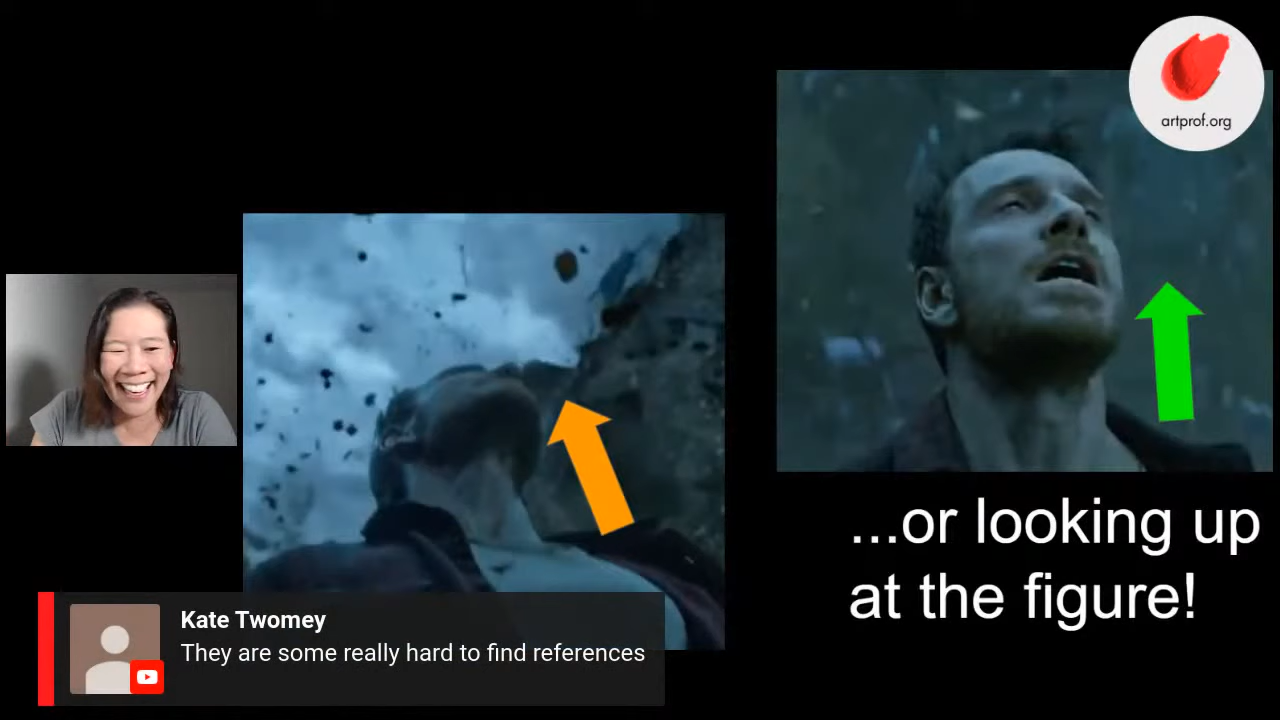 artprof.org
...or looking up
at the figure!
Kate Twomey
They are some really hard to find references